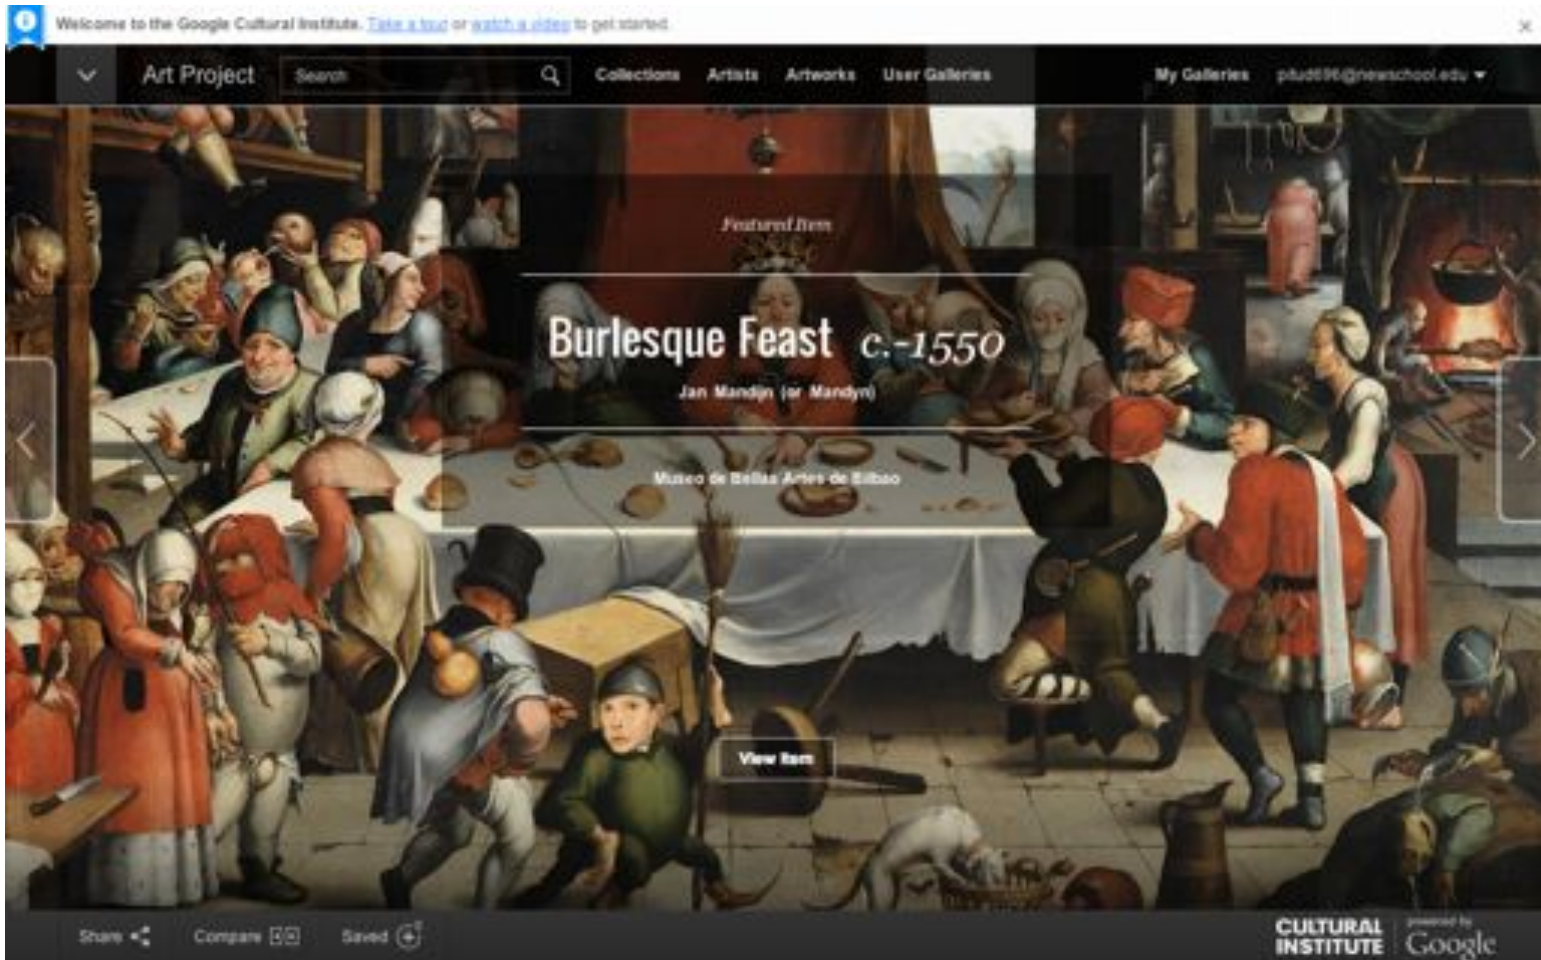 Welcome to the Google Cultural Institute. Take a tour or watch a video to get started.
Art Project Search Collections Artists Artworks User Galleries My Galleries
Featured Item
Burlesque Feast c.-1550
Jan Mandijn (or Mandyn)
Museo de Bellas Artes de Bilbao
View Item
Share Compare Saved
CULTURAL INSTITUTE powered by Google